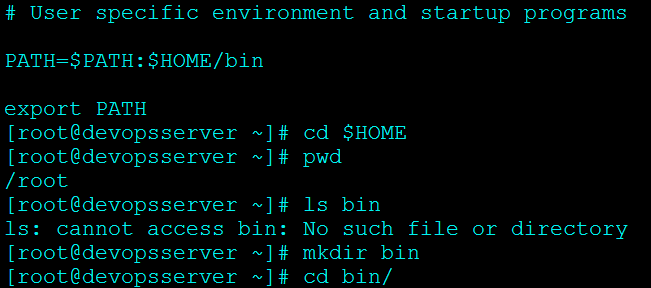 # User specific environment and startup programs
PATH=$PATH:$HOME/bin
export PATH
[root@devopsserver ~]# cd $HOME
[root@devopsserver ~]# pwd
/root
[root@devopsserver ~]# ls bin
ls: cannot access bin: No such file or directory
[root@devopsserver ~]# mkdir bin
[root@devopsserver ~]# cd bin/